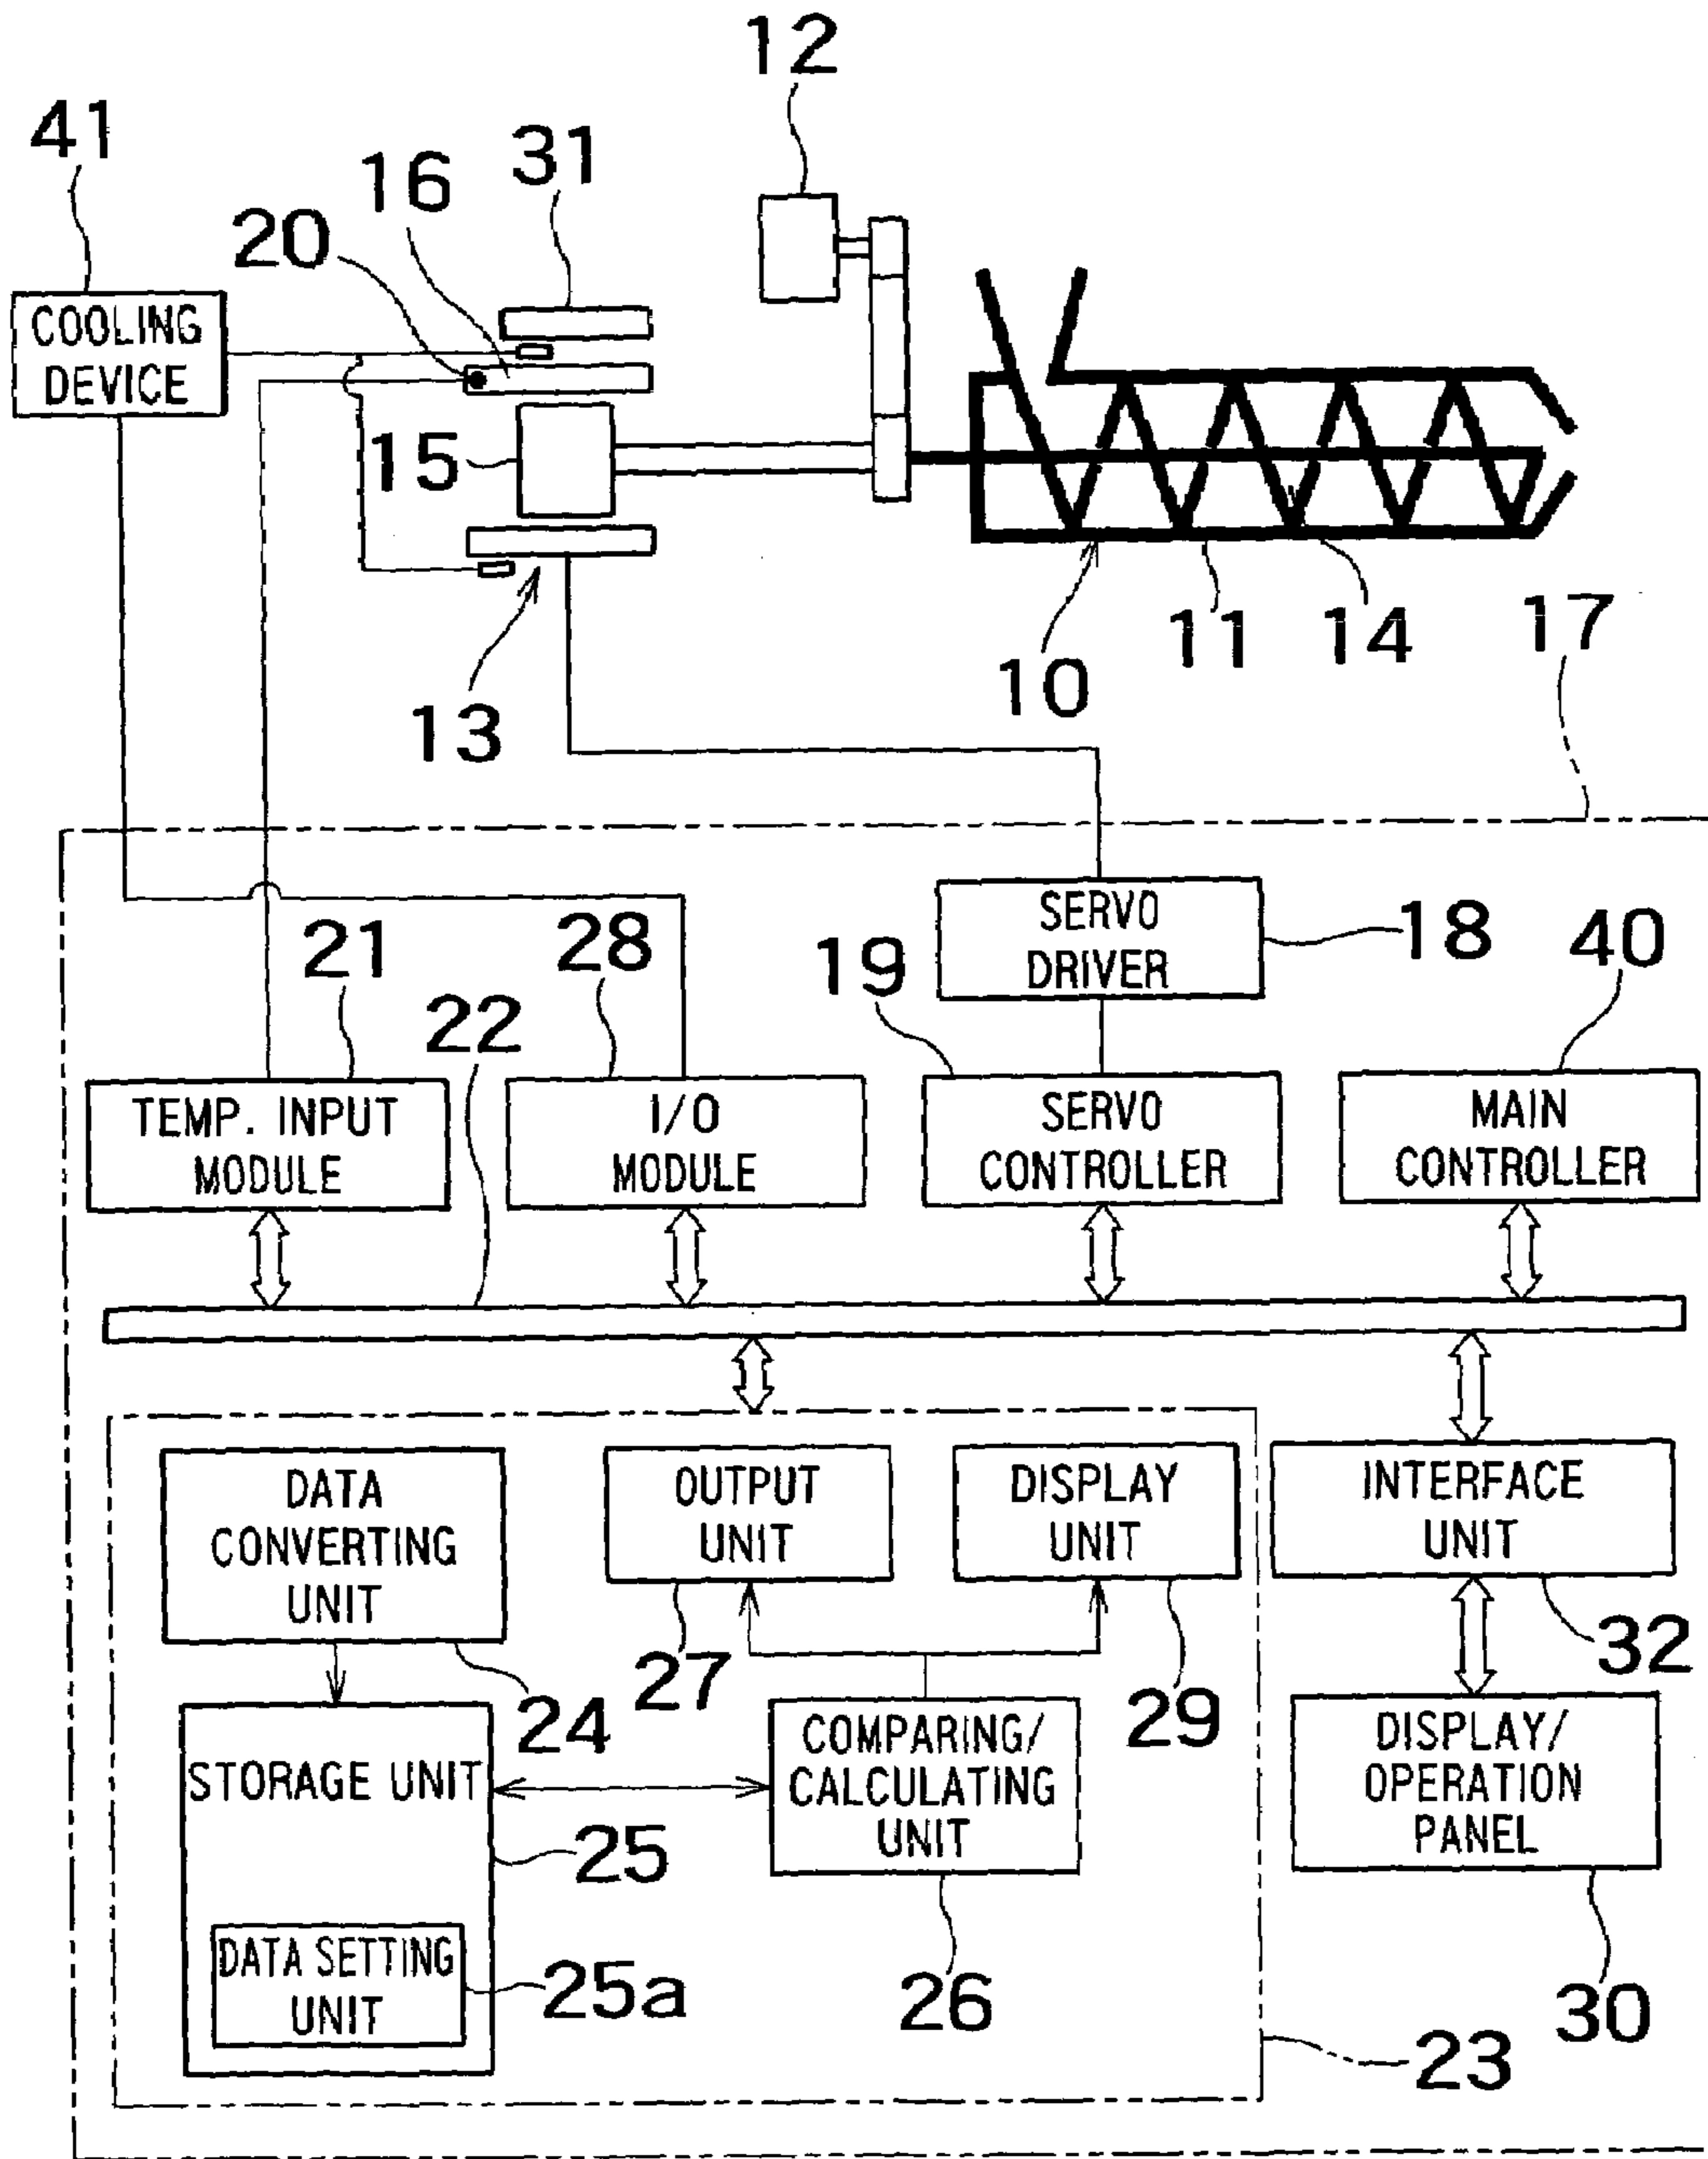 12
41
31
16
20
COOLING
DEVICE
15
17
11
14
10
13
SERVO
DRIVER
18
40
21
28
19
22
TEMP. INPUT
MODULE
I/O
MODULE
SERVO
CONTROLLER
MAIN
CONTROLLER
DATA
CONVERTING
UNIT
OUTPUT
UNIT
DISPLAY
UNIT
INTERFACE
UNIT
27
32
24
29
STORAGE UNIT
COMPARING/
CALCULATING
UNIT
DISPLAY/
OPERATION
PANEL
25
DATA SETTING
UNIT
25a
26
30
23